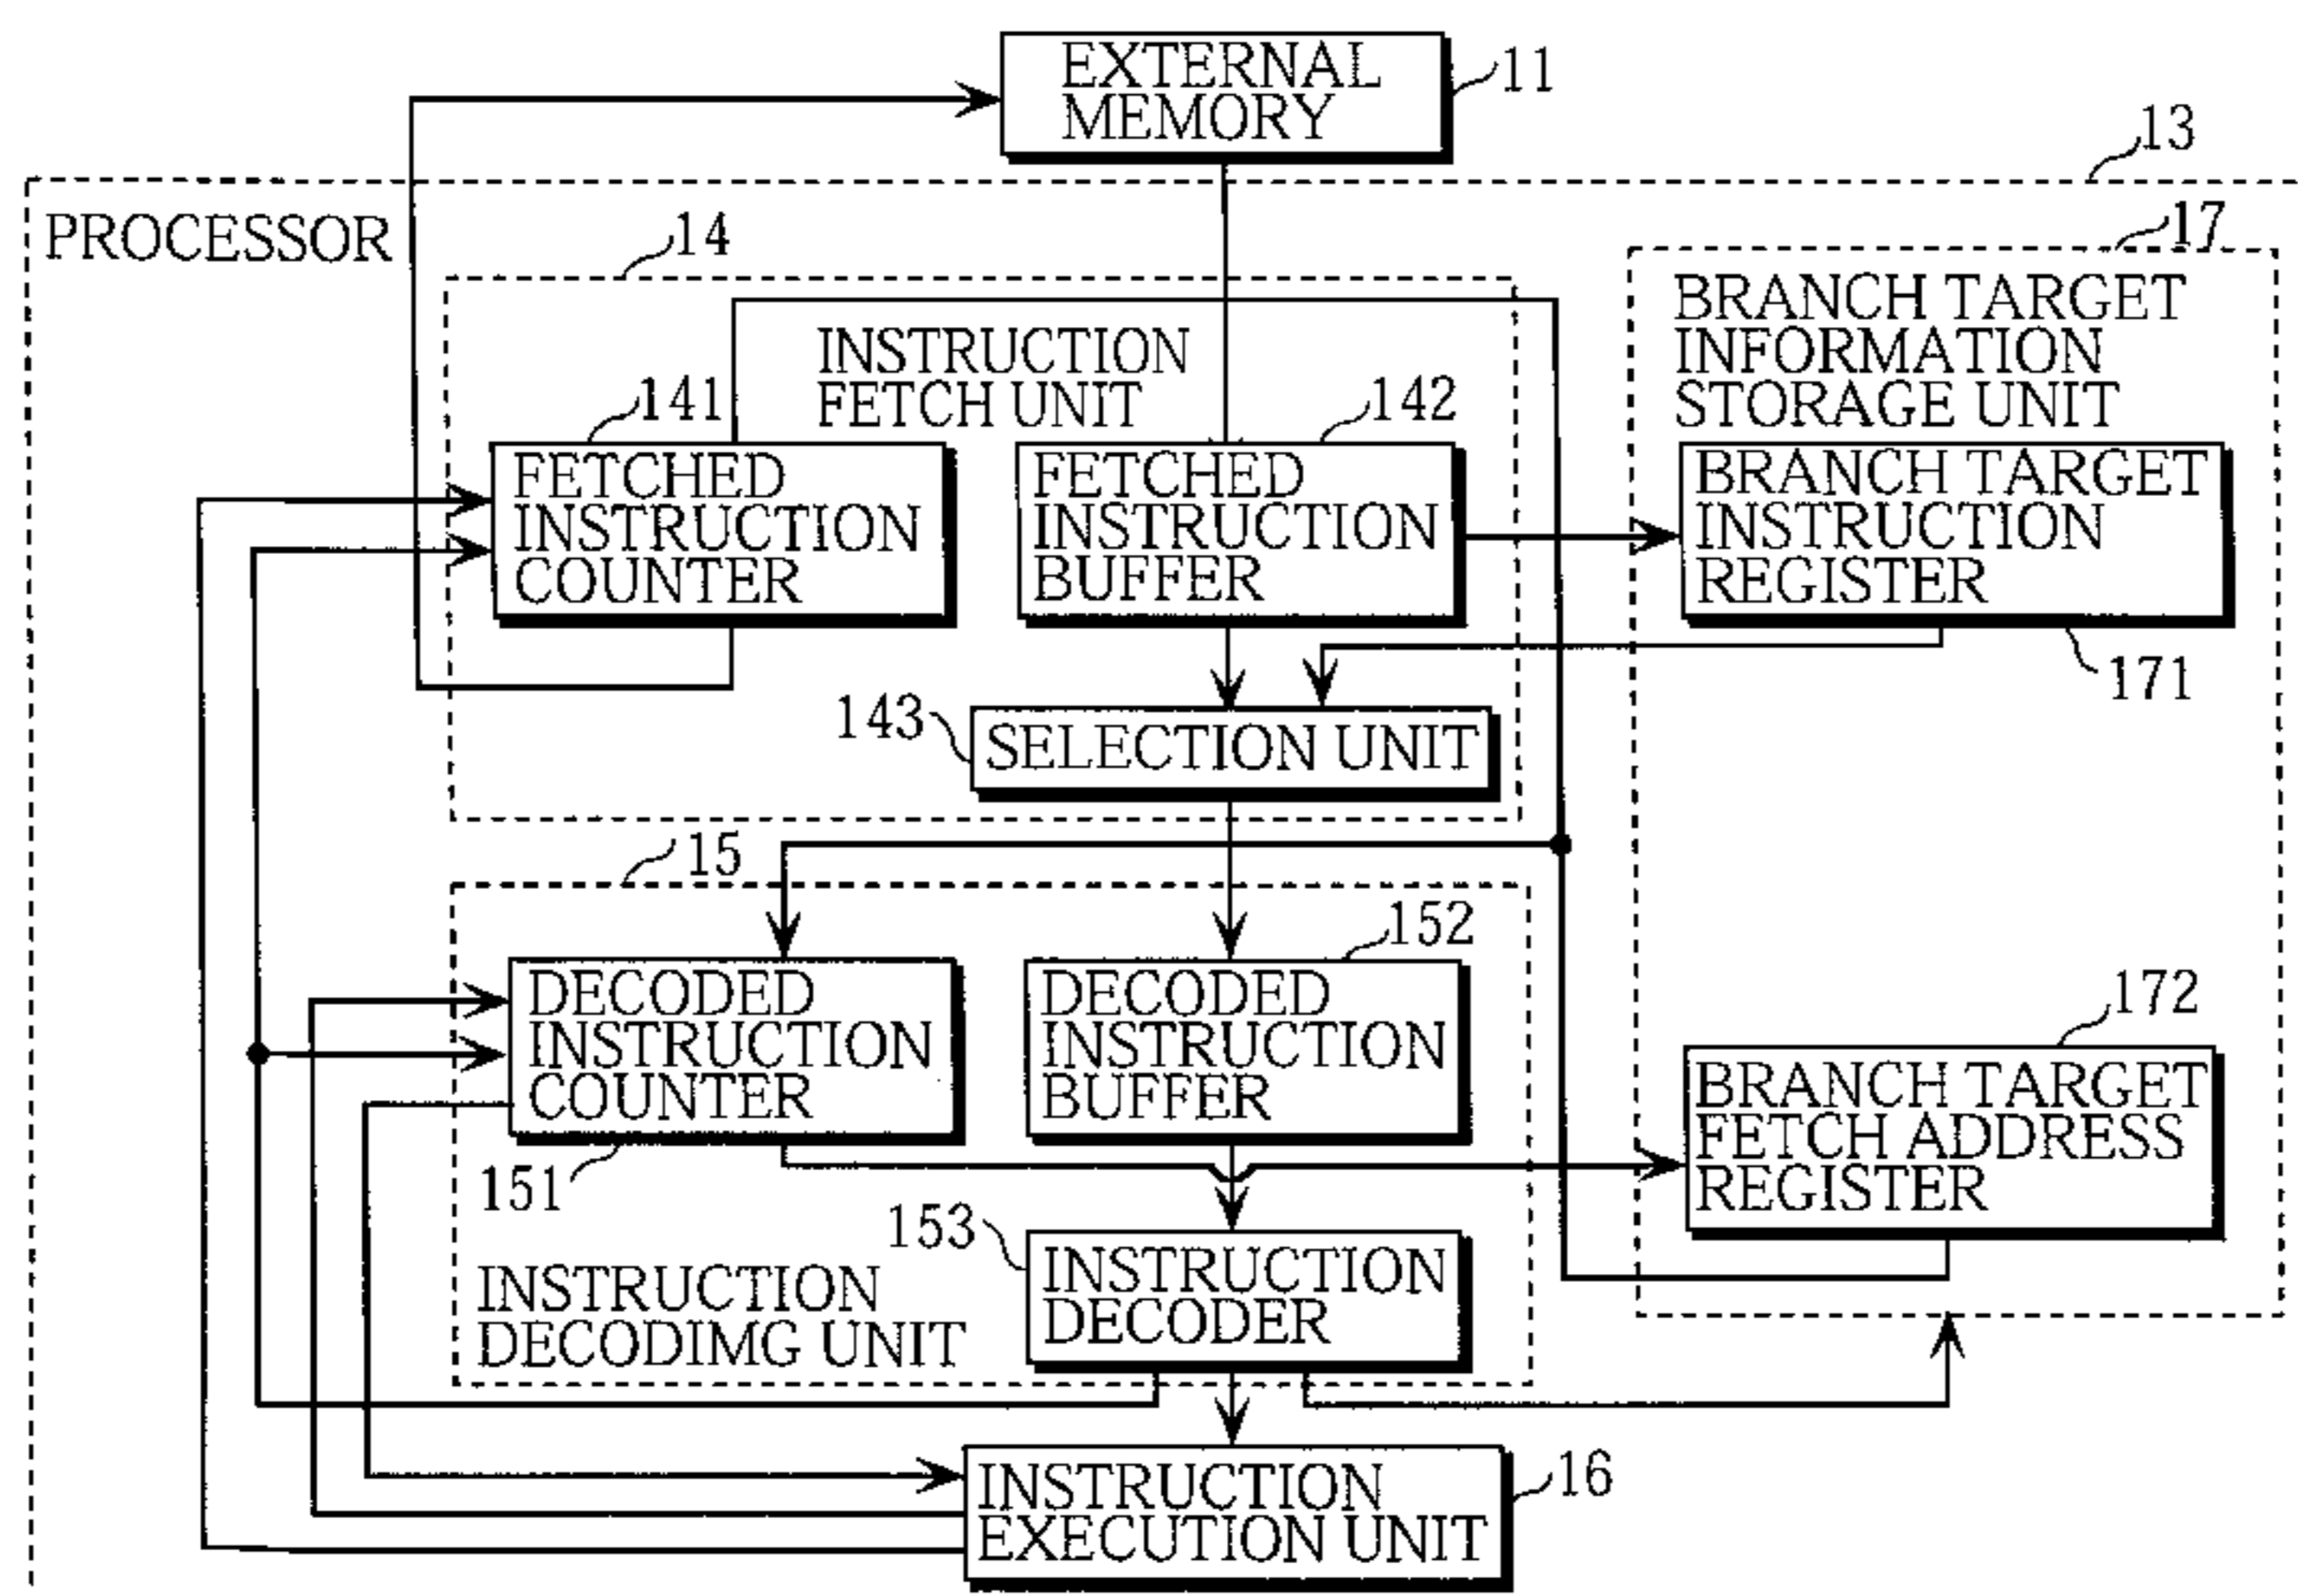 EXTERNAL
MEMORY
11
13
PROCESSOR
14
17
INSTRUCTION
FETCH UNIT
BRANCH TARGET
INFORMATION
STORAGE UNIT
141
FETCHED
INSTRUCTION
COUNTER
142
FETCHED
INSTRUCTION
BUFFER
BRANCH TARGET
INSTRUCTION
REGISTER
171
143
SELECTION UNIT
15
DECODED
INSTRUCTION
COUNTER
151
152
DECODED
INSTRUCTION
BUFFER
172
BRANCH TARGET
FETCH ADDRESS
REGISTER
153
INSTRUCTION
DECODER
INSTRUCTION
DECODIMG UNIT
INSTRUCTION
EXECUTION UNIT
16